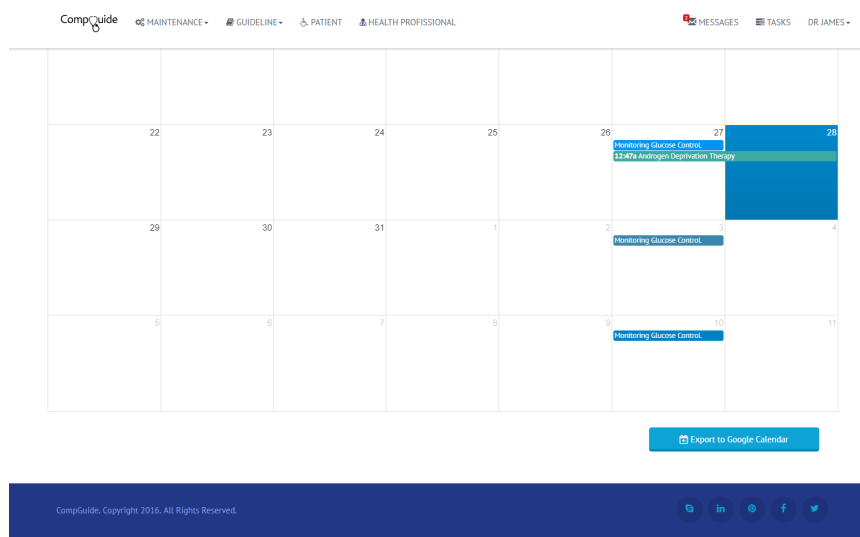 CompGuide MAINTENANCE GUIDELINE PATIENT HEALTH PROFISSIONAL 2 MESSAGES TASKS DR JAMES
22 23 24 25 26 27 28
Monitoring Glucose Control.
12:47a Androgen Deprivation Therapy
29 30 31 1 2 3 4
Monitoring Glucose Control.
5 6 7 8 9 10 11
Monitoring Glucose Control.
Export to Google Calendar
CompGuide. Copyright 2016. All Rights Reserved.